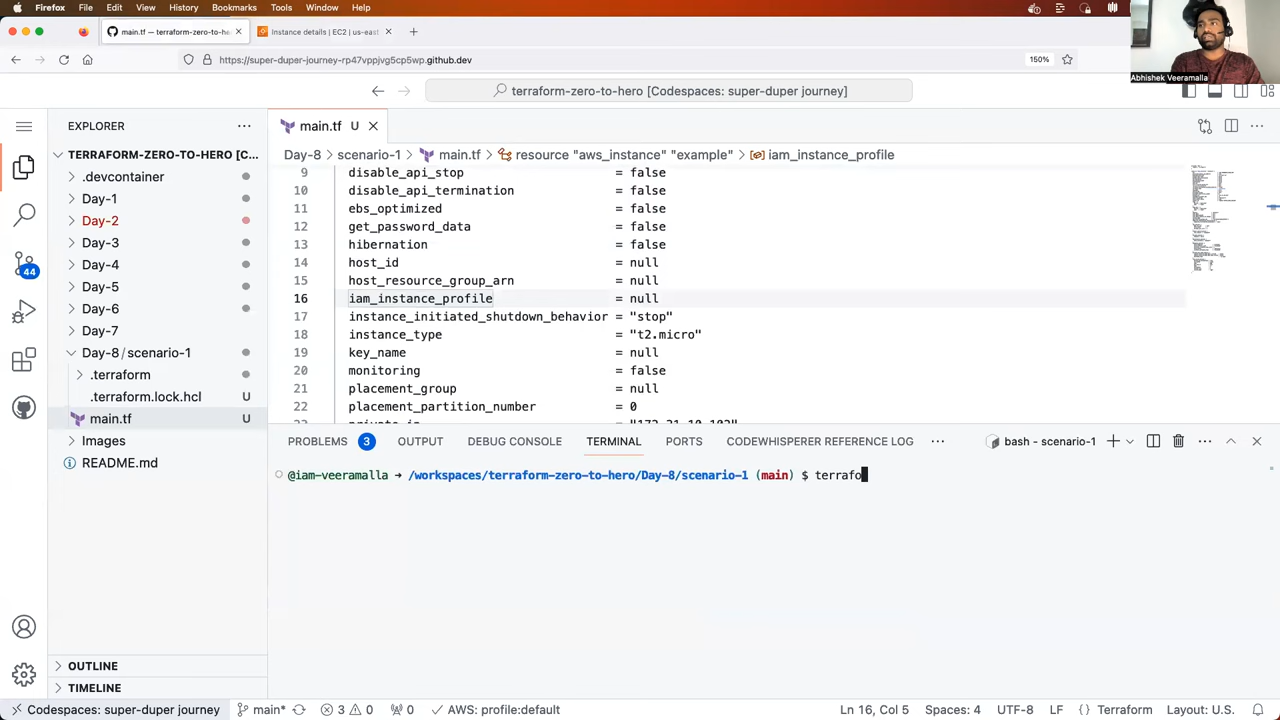 Firefox File Edit View History Bookmarks Tools Window Help
main.tf — terraform-zero-to-he
Instance details | EC2 | us-east
https://super-duper-journey-rp47vppjvg5cp5wp.github.dev
150%
Abhishek Veeramalla
terraform-zero-to-hero [Codespaces: super-duper journey]
EXPLORER
main.tf U
TERRAFORM-ZERO-TO-HERO [C...
Day-8 > scenario-1 > main.tf > resource "aws_instance" "example" > iam_instance_profile
.devcontainer
Day-1
Day-2
Day-3
Day-4
Day-5
Day-6
Day-7
Day-8 / scenario-1
.terraform
.terraform.lock.hcl U
main.tf U
Images
README.md
44
9 disable_api_stop = false
10 disable_api_termination = false
11 ebs_optimized = false
12 get_password_data = false
13 hibernation = false
14 host_id = null
15 host_resource_group_arn = null
16 iam_instance_profile = null
17 instance_initiated_shutdown_behavior = "stop"
18 instance_type = "t2.micro"
19 key_name = null
20 monitoring = false
21 placement_group = null
22 placement_partition_number = 0
PROBLEMS 3 OUTPUT DEBUG CONSOLE TERMINAL PORTS CODEWHISPERER REFERENCE LOG
bash - scenario-1
@iam-veeramalla → /workspaces/terraform-zero-to-hero/Day-8/scenario-1 (main) $ terrafo
OUTLINE
TIMELINE
Codespaces: super-duper journey main* 3 0 0 AWS: profile:default Ln 16, Col 5 Spaces: 4 UTF-8 LF {} Terraform Layout: U.S.